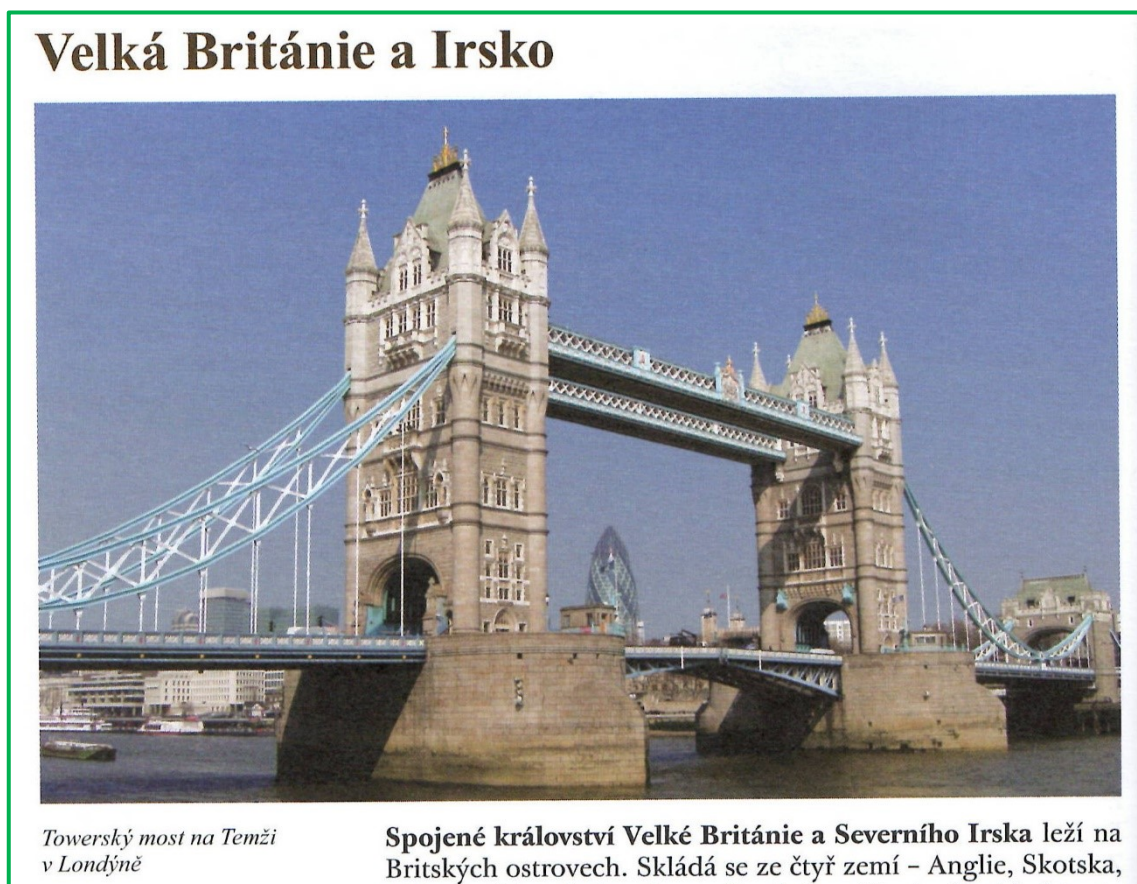 Velká Británie a Irsko
Towerský most na Temži
v Londýně
Spojené království Velké Británie a Severního Irska leží na
Britských ostrovech. Skládá se ze čtyř zemí – Anglie, Skotska,